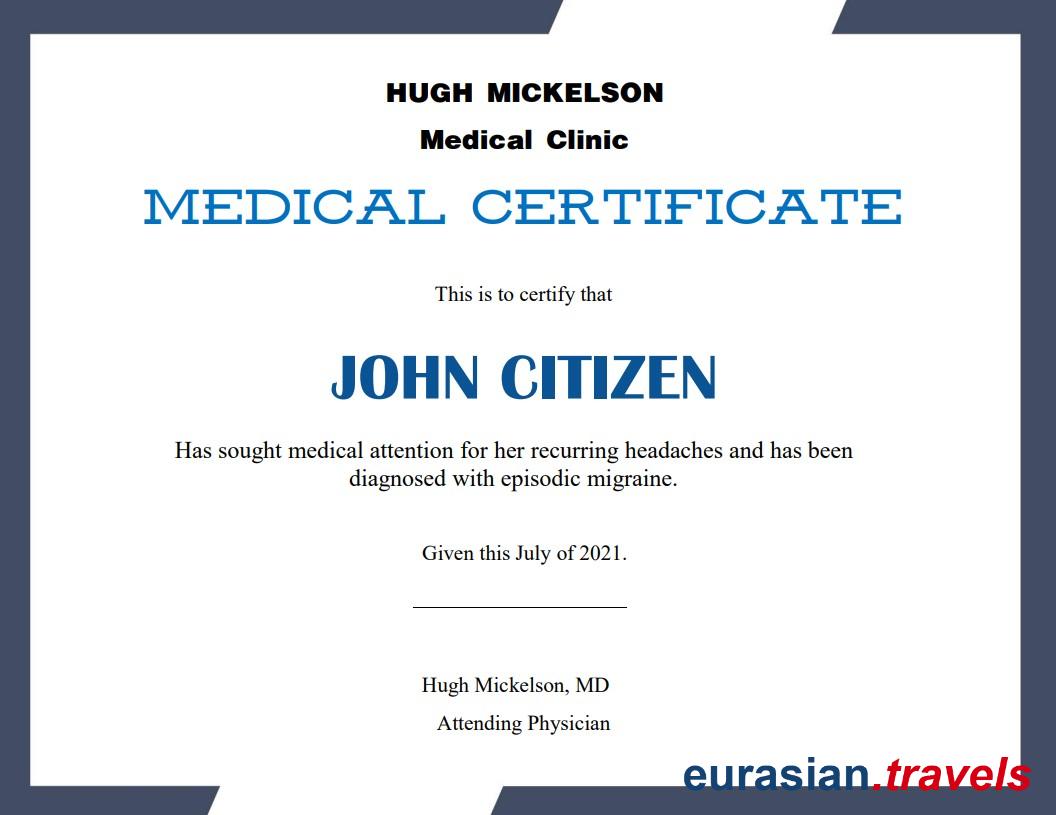 HUGH MICKELSON
Medical Clinic
MEDICAL CERTIFICATE
This is to certify that
JOHN CITIZEN
Has sought medical attention for her recurring headaches and has been
diagnosed with episodic migraine.
Given this July of 2021.
Hugh Mickelson, MD
Attending Physician
eurasian.travels